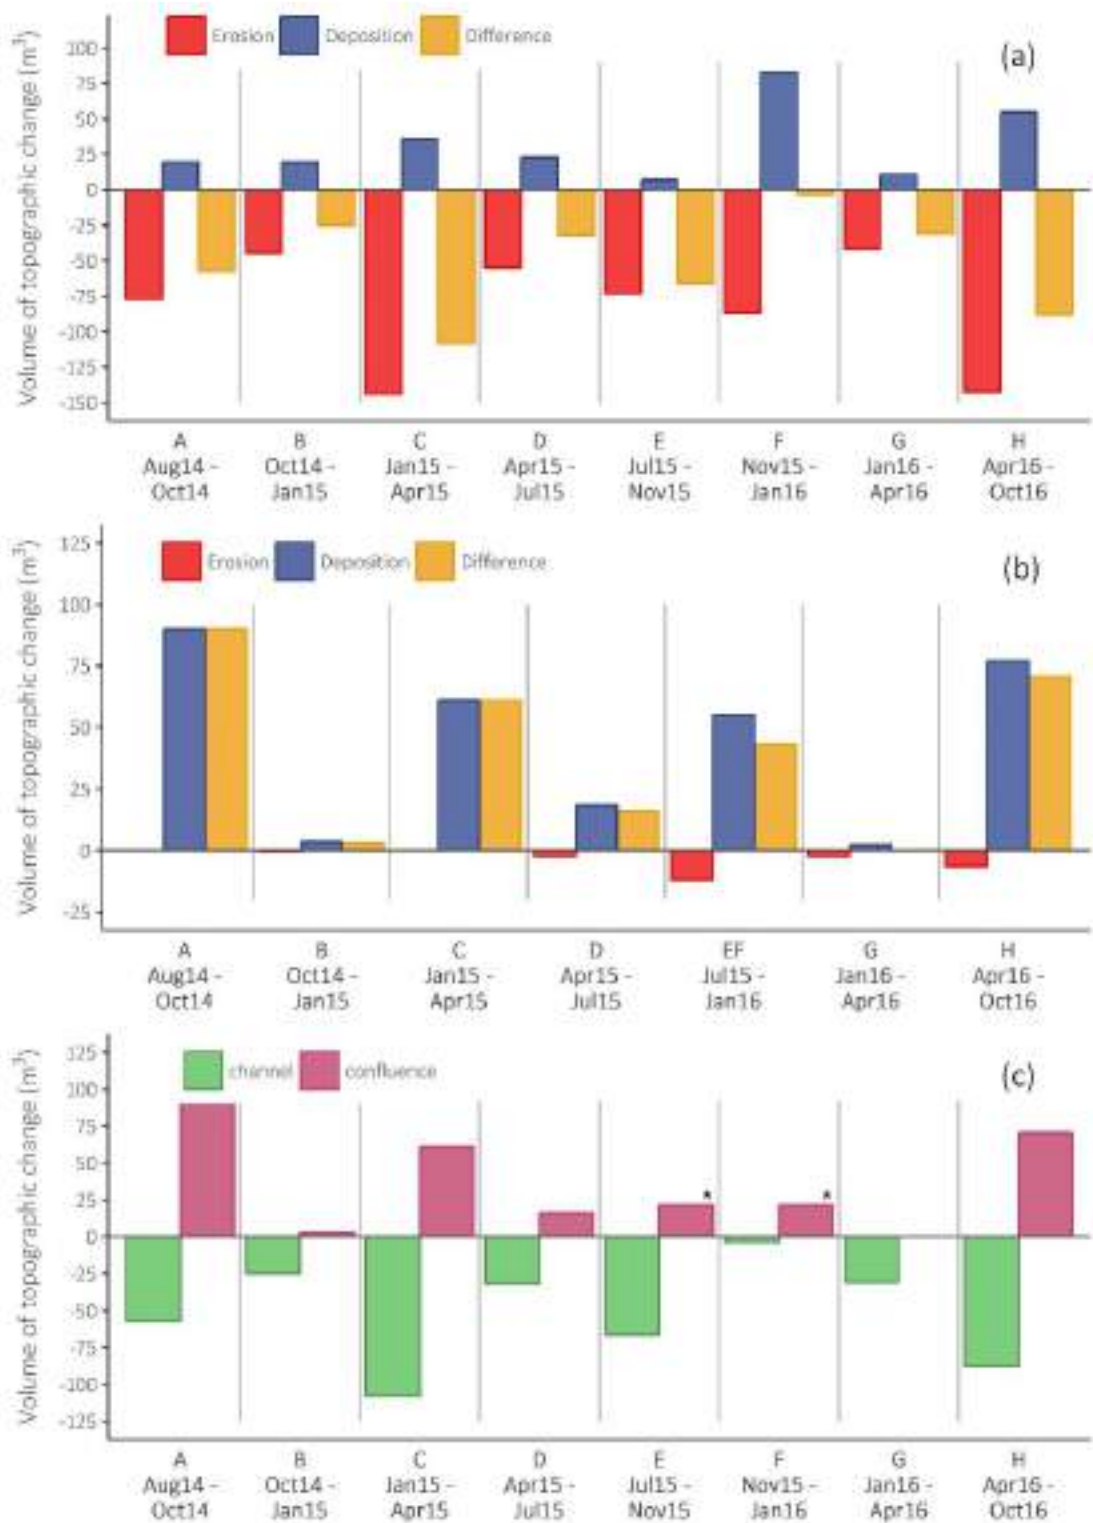 Volume of topographic change (m³)
Erosion Deposition Difference
(a)
100
75
50
25
0
-25
-50
-75
-100
-125
-150
A B C D E F G H
Aug14 - Oct14 - Jan15 - Apr15 - Jul15 - Nov15 - Jan16 - Apr16 -
Oct14 Jan15 Apr15 Jul15 Nov15 Jan16 Apr16 Oct16
Volume of topographic change (m³)
Erosion Deposition Difference
(b)
125
100
75
50
25
0
-25
A B C D EF G H
Aug14 - Oct14 - Jan15 - Apr15 - Jul15 - Jan16 - Apr16 -
Oct14 Jan15 Apr15 Jul15 Jan16 Apr16 Oct16
Volume of topographic change (m³)
channel confluence
(c)
125
100
75
50
25
0
-25
-50
-75
-100
-125
* *
A B C D E F G H
Aug14 - Oct14 - Jan15 - Apr15 - Jul15 - Nov15 - Jan16 - Apr16 -
Oct14 Jan15 Apr15 Jul15 Nov15 Jan16 Apr16 Oct16